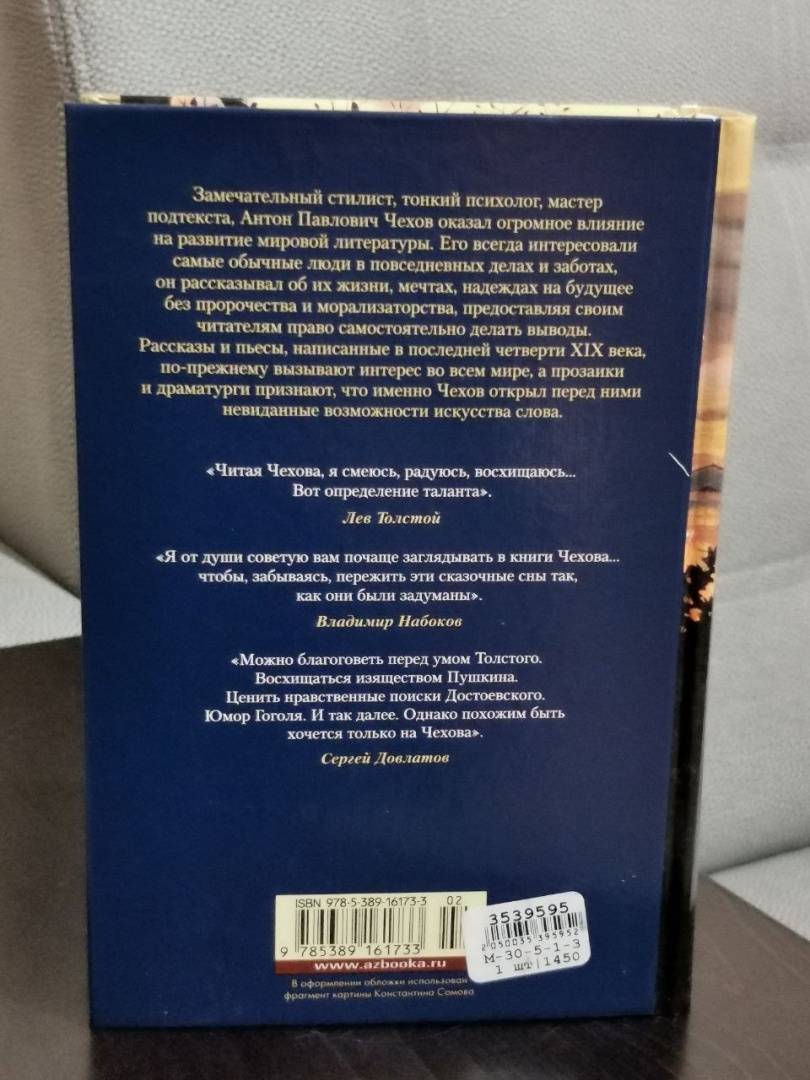 Замечательный стилист, тонкий психолог, мастер
подтекста, Антон Павлович Чехов оказал огромное влияние
на развитие мировой литературы. Его всегда интересовали
самые обычные люди в повседневных делах и заботах,
он рассказывал об их жизни, мечтах, надеждах на будущее
без пророчества и морализаторства, предоставляя своим
читателям право самостоятельно делать выводы.
Рассказы и пьесы, написанные в последней четверти XIX века,
по-прежнему вызывают интерес во всем мире, а прозаики
и драматурги признают, что именно Чехов открыл перед ними
невиданные возможности искусства слова.
«Читая Чехова, я смеюсь, радуюсь, восхищаюсь...
Вот определение таланта».
Лев Толстой
«Я от души советую вам почаще заглядывать в книги Чехова...
чтобы, забываясь, пережить эти сказочные сны так,
как они были задуманы».
Владимир Набоков
«Можно благоговеть перед умом Толстого.
Восхищаться изяществом Пушкина.
Ценить нравственные поиски Достоевского.
Юмор Гоголя. И так далее. Однако похожим быть
хочется только на Чехова».
Сергей Довлатов
ISBN 978-5-389-16173-3 02
9 785389 161733
www.azbooka.ru
В оформлении обложки использован
фрагмент картины Константина Сомова
3539595
2050035395952
М-30-5-1-3
1 шт|1450